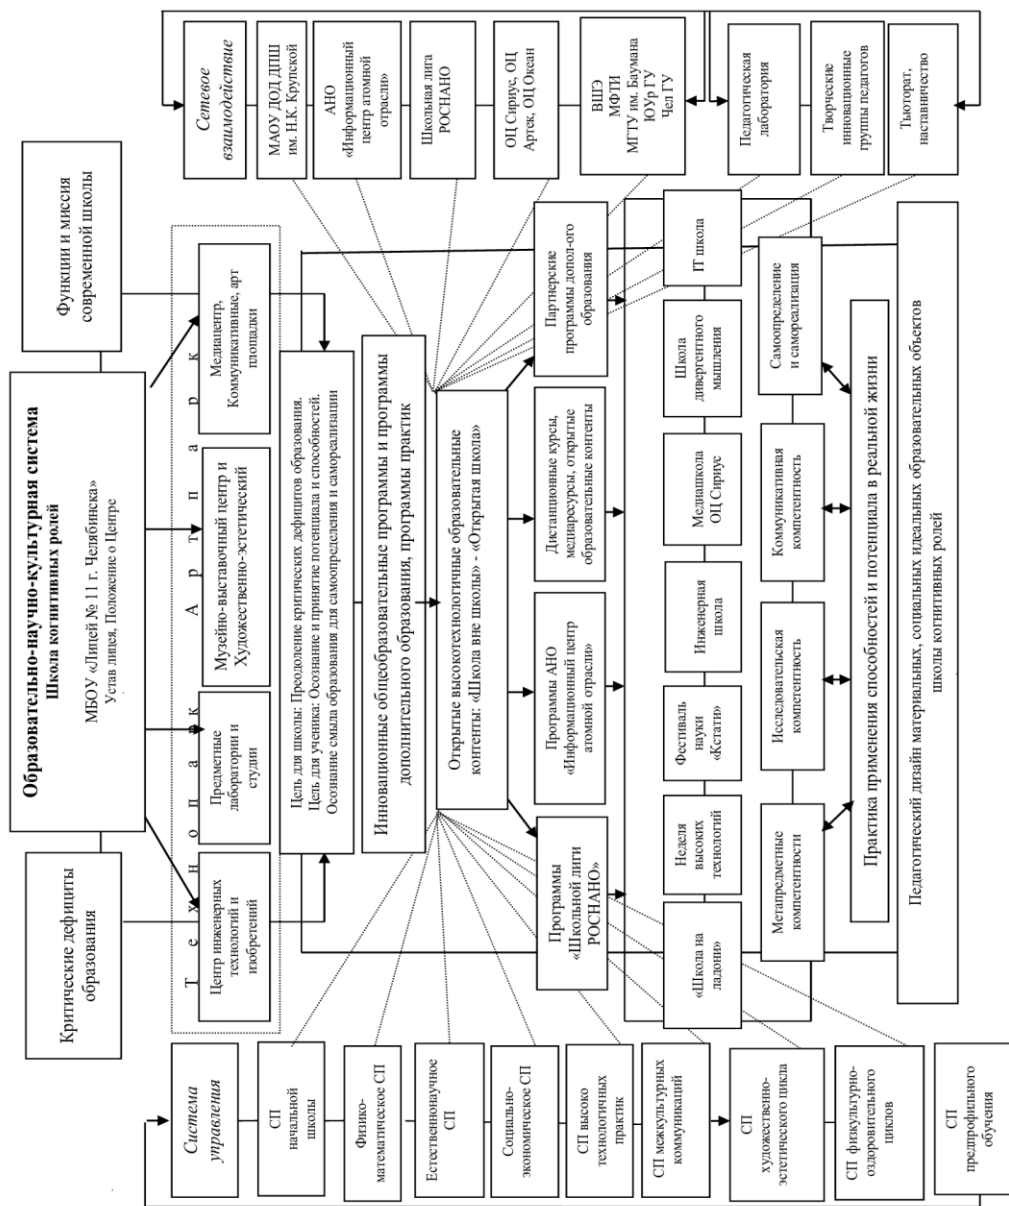 Критические дефициты
образования
Образовательно-научно-культурная система
Школа когнитивных ролей
МБОУ «Лицей № 11 г. Челябинска»
Устав лицея, Положение о Центре
Функции и миссия
современной школы
Технопарк Артпарк
Центр инженерных
технологий и
изобретений
Предметные
лаборатории и
студии
Музейно-выставочный центр и
Художественно-эстетический
Медиацентр,
Коммуникативные, арт
площадки
Цель для школы: Преодоление критических дефицитов образования.
Цель для ученика: Осознание и принятие потенциала и способностей.
Осознание смысла образования для самоопределения и самореализации
Инновационные общеобразовательные программы и программы
дополнительного образования, программы практик
Открытые высокотехнологичные образовательные
контенты: «Школа вне школы» - «Открытая школа»
Программы
«Школьной лиги
РОСНАНО»
Программы АНО
«Информационный центр
атомной отрасли»
Дистанционные курсы,
медиаресурсы, открытые
образовательные контенты
Партнерские
программы допол-ого
образования
«Школа на
ладони»
Неделя
высоких
технологий
Фестиваль
науки
«Кстати»
Инженерная
школа
Медиашкола
ОЦ Сириус
Школа
дивергентного
мышления
IT школа
Метапредметные
компетентности
Исследовательская
компетентность
Коммуникативная
компетентность
Самоопределение
и самореализация
Практика применения способностей и потенциала в реальной жизни
Педагогический дизайн материальных, социальных идеальных образовательных объектов
школы когнитивных ролей
Система
управления
СП
начальной
школы
Физико-
математическое СП
Естественнонаучное
СП
Социально-
экономическое СП
СП высоко
технологичных
практик
СП межкультурных
коммуникаций
СП
художественно-
эстетического цикла
СП физкультурно-
оздоровительного
циклов
СП
предпрофильного
обучения
Сетевое
взаимодействие
МАОУ ДОД ДПШ
им. Н.К. Крупской
АНО
«Информационный
центр атомной
отрасли»
Школьная лига
РОСНАНО
ОЦ Сириус, ОЦ
Артек, ОЦ Океан
ВШЭ
МФТИ
МГТУ им. Баумана
ЮУр ГУ
Чел ГУ
Педагогическая
лаборатория
Творческие
инновационные
группы педагогов
Тьюторат,
наставничество